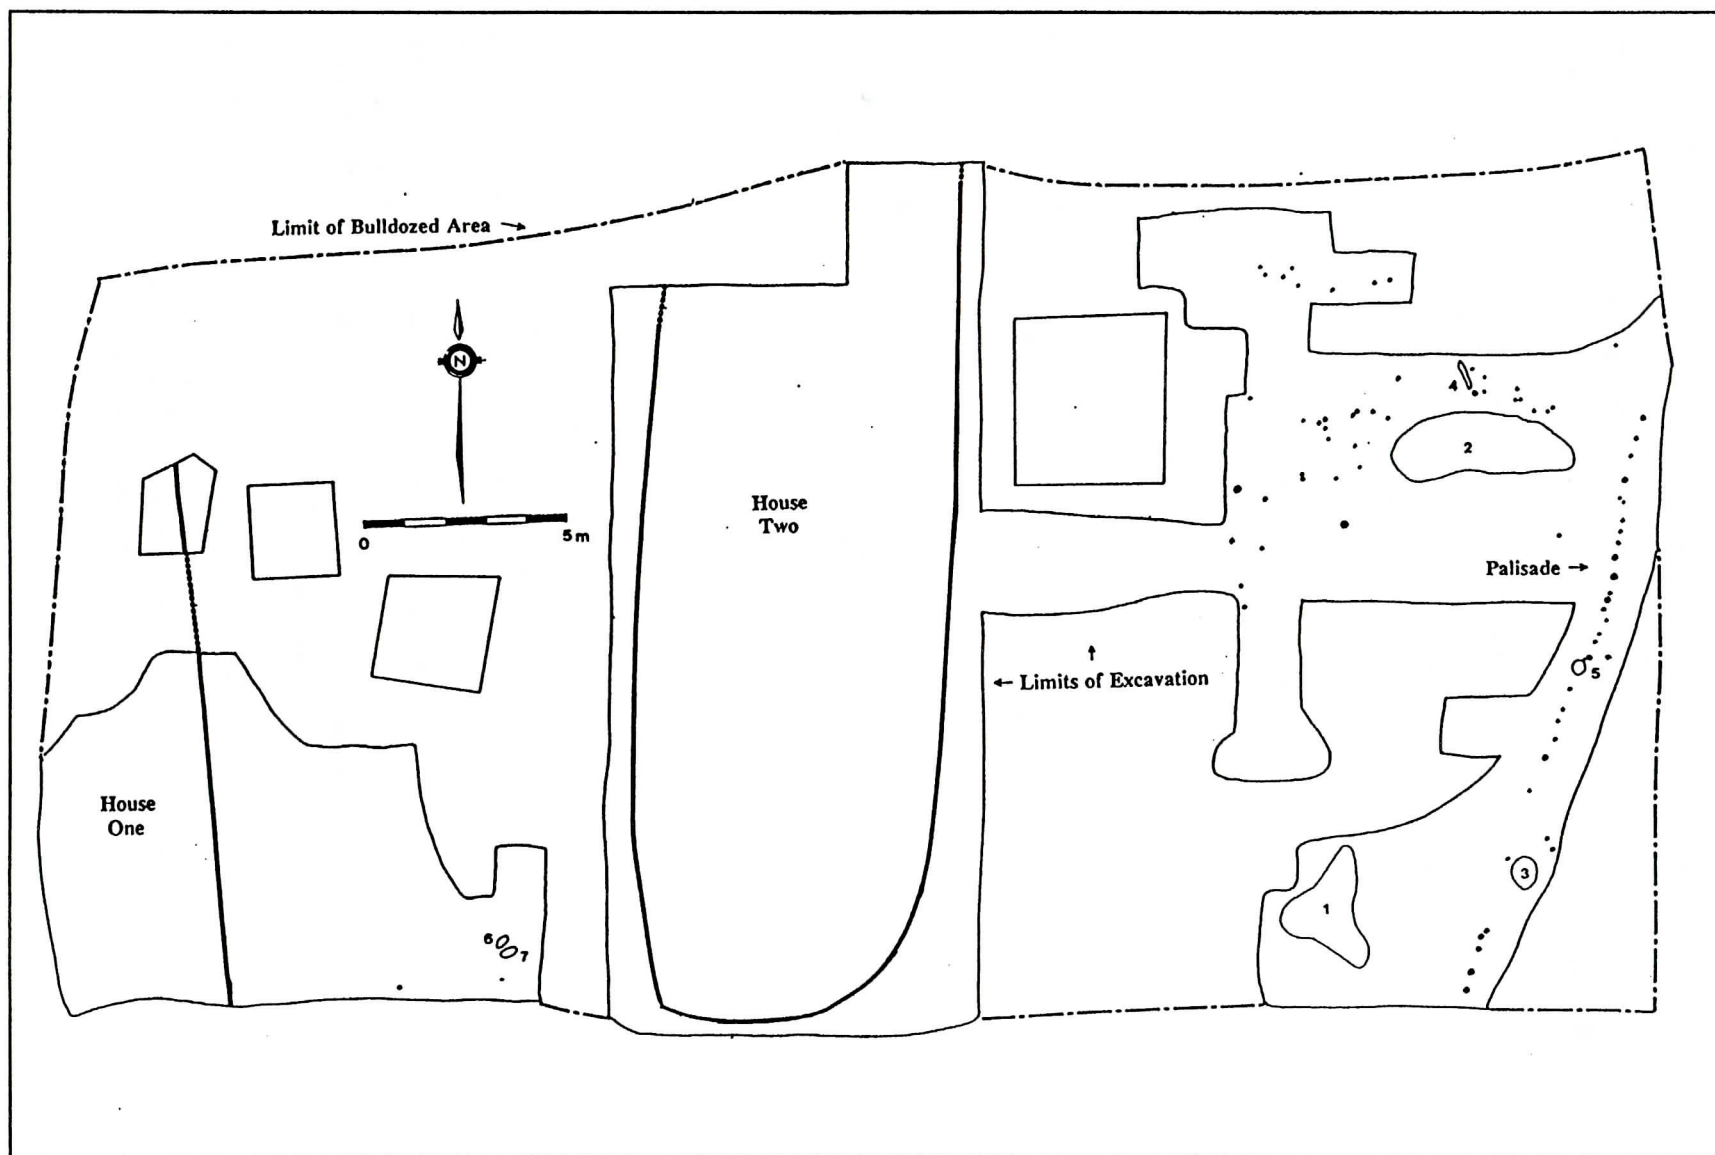 Limit of Bulldozed Area →
N
0 5m
House
Two
4
2
Palisade →
5
↑
← Limits of Excavation
House
One
3
1
6
7